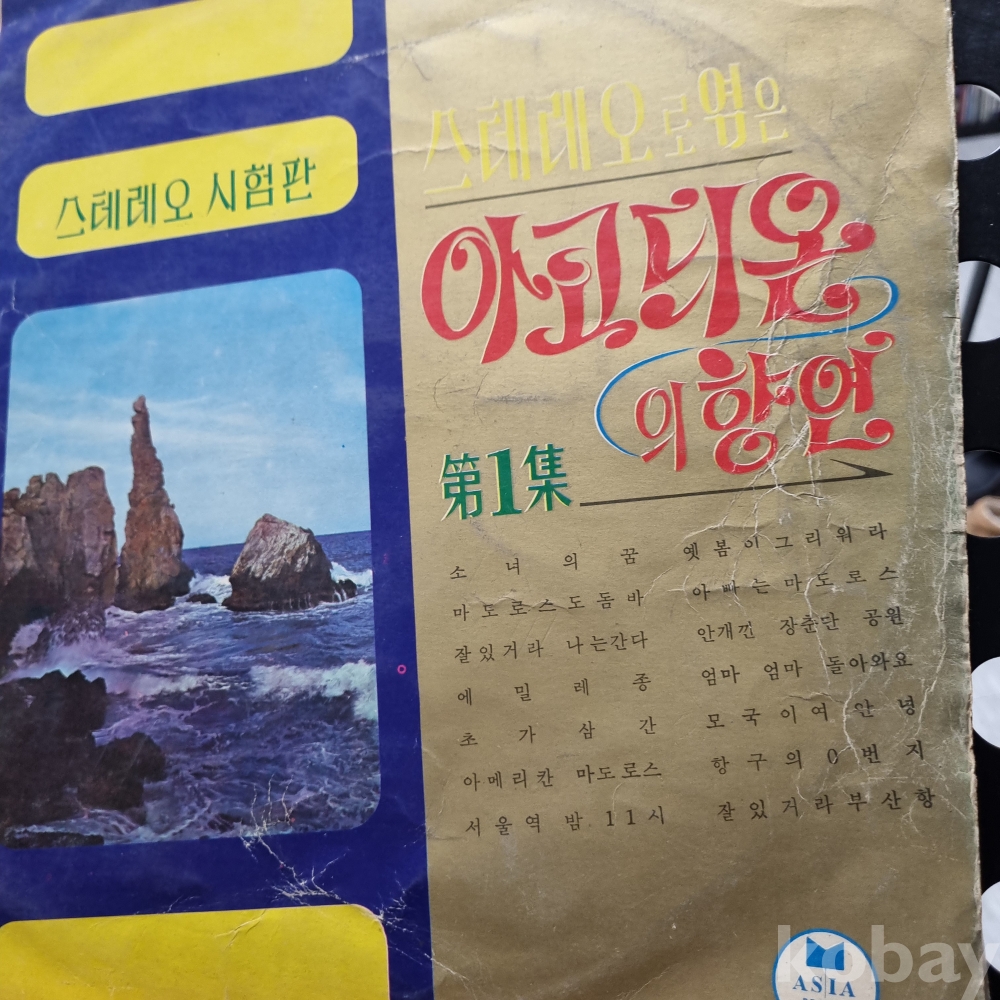 스테레오 시험판
스테레오로엮은
아코디온
의 향연
第1集
소녀의 꿈
마도로스도돔바
잘있거라 나는간다
에밀레종
초가삼간
아메리칸 마도로스
서울역 밤 11시
옛봄이그리워라
아빠는마도로스
안개낀 장춘단 공원
엄마 엄마 돌아와요
모국이여안녕
항구의 0번지
잘있거라부산항
ASIA
kobay